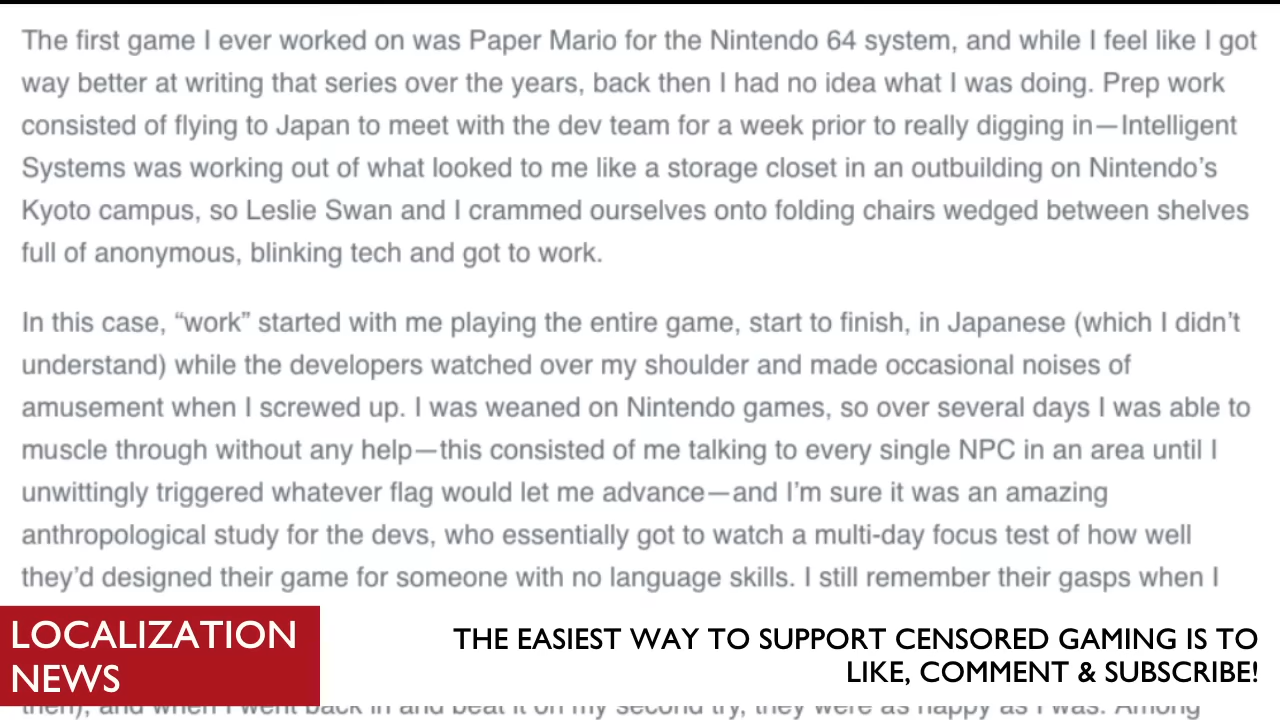 The first game I ever worked on was Paper Mario for the Nintendo 64 system, and while I feel like I got
way better at writing that series over the years, back then I had no idea what I was doing. Prep work
consisted of flying to Japan to meet with the dev team for a week prior to really digging in—Intelligent
Systems was working out of what looked to me like a storage closet in an outbuilding on Nintendo’s
Kyoto campus, so Leslie Swan and I crammed ourselves onto folding chairs wedged between shelves
full of anonymous, blinking tech and got to work.
In this case, “work” started with me playing the entire game, start to finish, in Japanese (which I didn’t
understand) while the developers watched over my shoulder and made occasional noises of
amusement when I screwed up. I was weaned on Nintendo games, so over several days I was able to
muscle through without any help—this consisted of me talking to every single NPC in an area until I
unwittingly triggered whatever flag would let me advance—and I’m sure it was an amazing
anthropological study for the devs, who essentially got to watch a multi-day focus test of how well
they’d designed their game for someone with no language skills. I still remember their gasps when I
LOCALIZATION
NEWS
THE EASIEST WAY TO SUPPORT CENSORED GAMING IS TO
LIKE, COMMENT & SUBSCRIBE!
then), and when I went back in and beat it on my second try, they were as happy as I was. Among